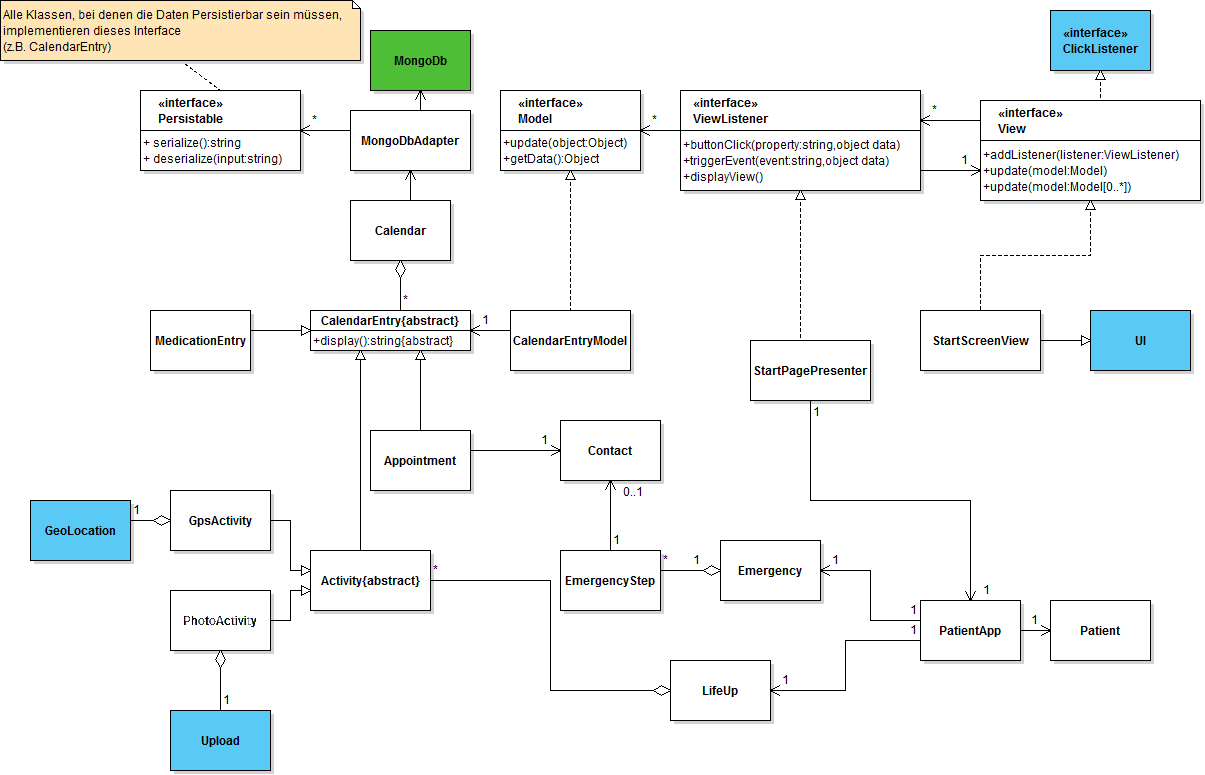 Alle Klassen, bei denen die Daten Persistierbar sein müssen,
implementieren dieses Interface
(z.B. CalendarEntry)
MongoDb
«interface»
ClickListener
«interface»
Persistable
+ serialize():string
+ deserialize(input:string)
*
MongoDbAdapter
«interface»
Model
+update(object:Object)
+getData():Object
*
«interface»
ViewListener
+buttonClick(property:string,object data)
+triggerEvent(event:string,object data)
+displayView()
*
1
«interface»
View
+addListener(listener:ViewListener)
+update(model:Model)
+update(model:Model[0..*])
Calendar
*
MedicationEntry
CalendarEntry{abstract}
+display():string{abstract}
1
CalendarEntryModel
StartPagePresenter
1
StartScreenView
UI
Appointment
1
Contact
0..1
GeoLocation
1
GpsActivity
Activity{abstract}
*
1
EmergencyStep
*
1
Emergency
1
PhotoActivity
1
1
1
PatientApp
1
Patient
LifeUp
1
1
Upload